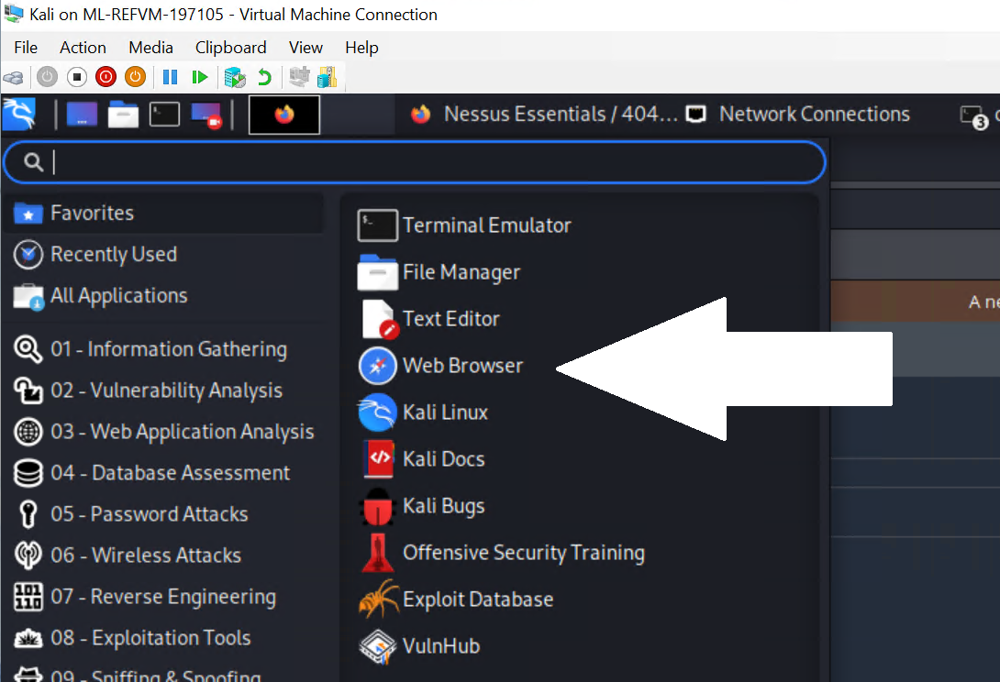 Kali on ML-REFVM-197105 - Virtual Machine Connection
File Action Media Clipboard View Help
Nessus Essentials / 404... Network Connections 3
Favorites
Recently Used
All Applications
01 - Information Gathering
02 - Vulnerability Analysis
03 - Web Application Analysis
04 - Database Assessment
05 - Password Attacks
06 - Wireless Attacks
07 - Reverse Engineering
08 - Exploitation Tools
09 - Sniffing & Spoofing
Terminal Emulator
File Manager
Text Editor
Web Browser
Kali Linux
Kali Docs
Kali Bugs
Offensive Security Training
Exploit Database
VulnHub
A